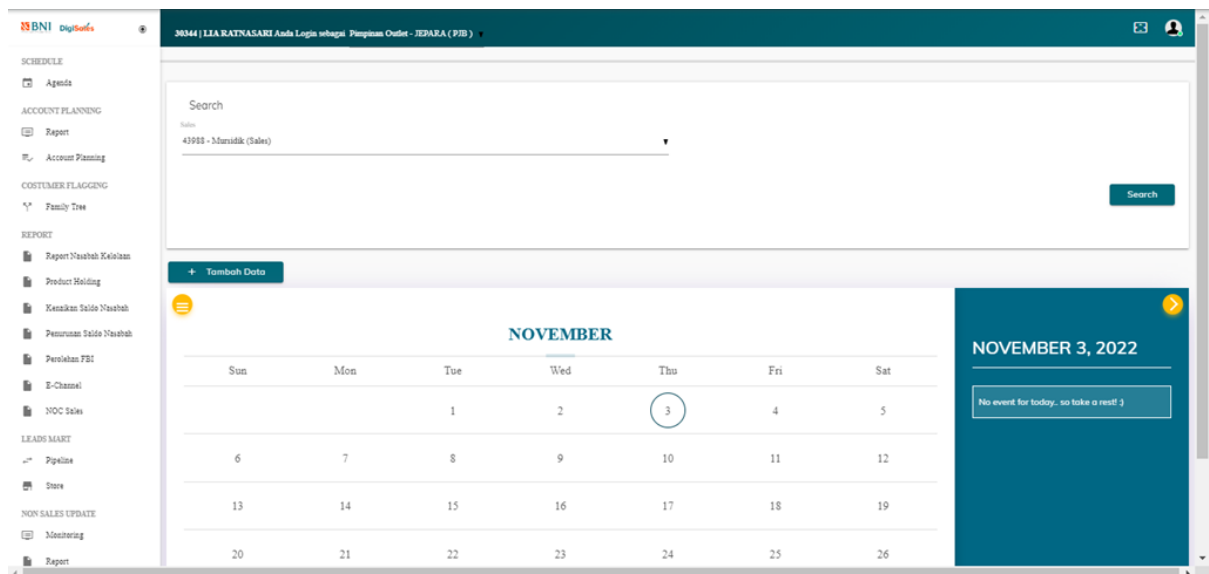 BNI DigiSales
30344 | LIA RATNASARI Anda Login sebagai Pimpinan Outlet - JEPARA ( PJB )
SCHEDULE
Agenda
ACCOUNT PLANNING
Report
Account Planning
COSTUMER FLAGGING
Family Tree
REPORT
Report Nasabah Kelolaan
Product Holding
Kenaikan Saldo Nasabah
Penurunan Saldo Nasabah
Perolehan FBI
E-Channel
NOC Sales
LEADS MART
Pipeline
Store
NON SALES UPDATE
Monitoring
Report
Search
Sales
43988 - Mursidik (Sales)
Search
+ Tambah Data
NOVEMBER
Sun Mon Tue Wed Thu Fri Sat
1 2 3 4 5
6 7 8 9 10 11 12
13 14 15 16 17 18 19
20 21 22 23 24 25 26
NOVEMBER 3, 2022
No event for today.. so take a rest! :)